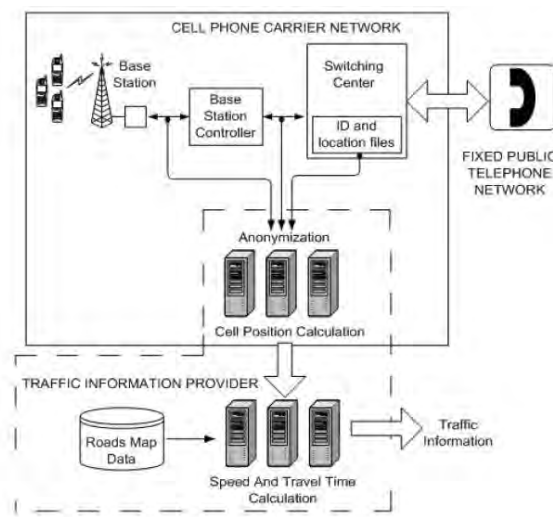 CELL PHONE CARRIER NETWORK
Base
Station
Base
Station
Controller
Switching
Center
ID and
location files
FIXED PUBLIC
TELEPHONE
NETWORK
Anonymization
Cell Position Calculation
TRAFFIC INFORMATION PROVIDER
Roads Map
Data
Speed And Travel Time
Calculation
Traffic
Information